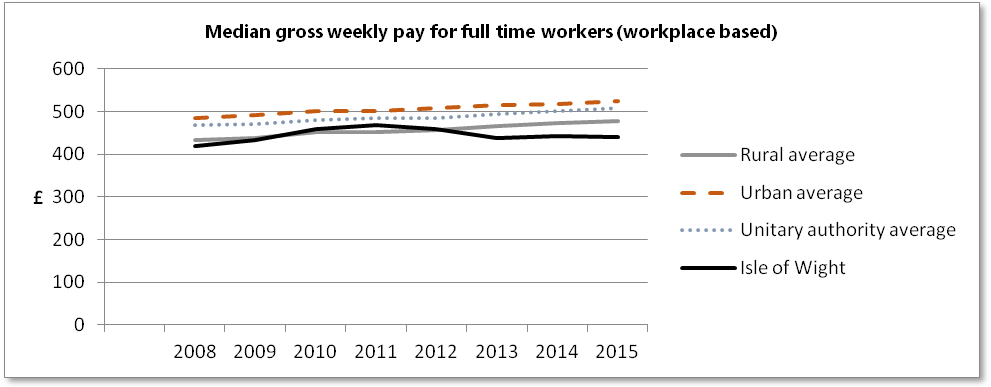 Median gross weekly pay for full time workers (workplace based)
600
500
400
£ 300
200
100
0
2008 2009 2010 2011 2012 2013 2014 2015
Rural average
Urban average
Unitary authority average
Isle of Wight